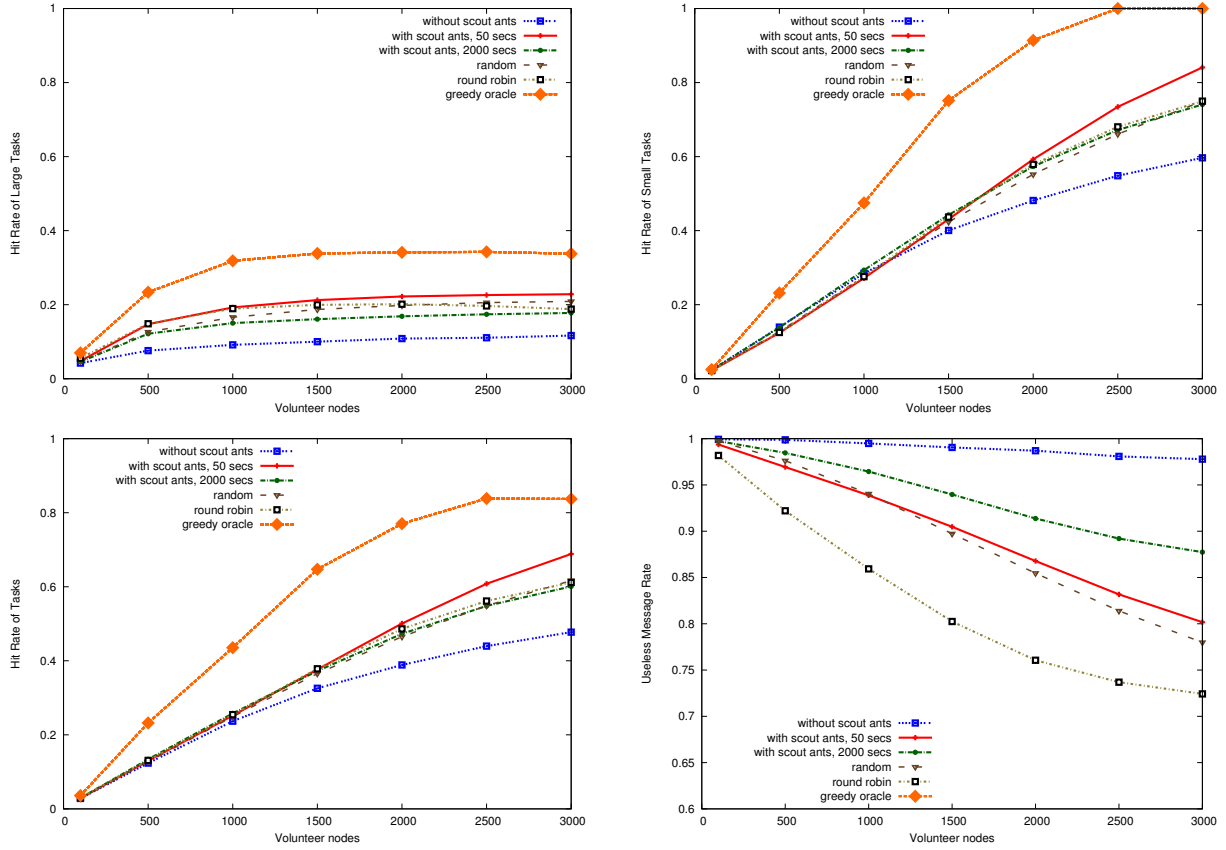 1
0.8
0.6
0.4
0.2
0
0 500 1000 1500 2000 2500 3000
Hit Rate of Large Tasks
Volunteer nodes
without scout ants
with scout ants, 50 secs
with scout ants, 2000 secs
random
round robin
greedy oracle
1
0.8
0.6
0.4
0.2
0
0 500 1000 1500 2000 2500 3000
Hit Rate of Small Tasks
Volunteer nodes
without scout ants
with scout ants, 50 secs
with scout ants, 2000 secs
random
round robin
greedy oracle
1
0.8
0.6
0.4
0.2
0
0 500 1000 1500 2000 2500 3000
Hit Rate of Tasks
Volunteer nodes
without scout ants
with scout ants, 50 secs
with scout ants, 2000 secs
random
round robin
greedy oracle
1
0.95
0.9
0.85
0.8
0.75
0.7
0.65
0.6
0 500 1000 1500 2000 2500 3000
Useless Message Rate
Volunteer nodes
without scout ants
with scout ants, 50 secs
with scout ants, 2000 secs
random
round robin
greedy oracle